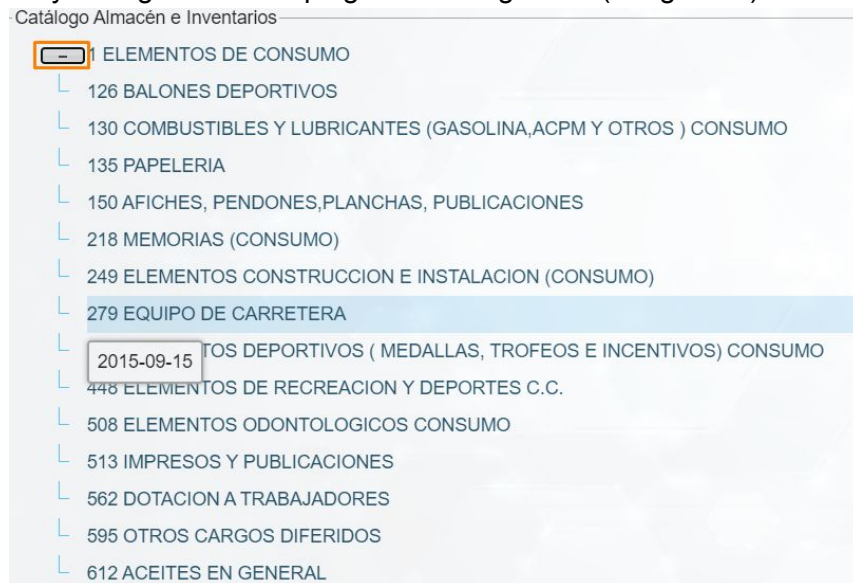 Catálogo Almacén e Inventarios
- 1 ELEMENTOS DE CONSUMO
126 BALONES DEPORTIVOS
130 COMBUSTIBLES Y LUBRICANTES (GASOLINA,ACPM Y OTROS ) CONSUMO
135 PAPELERIA
150 AFICHES, PENDONES,PLANCHAS, PUBLICACIONES
218 MEMORIAS (CONSUMO)
249 ELEMENTOS CONSTRUCCION E INSTALACION (CONSUMO)
279 EQUIPO DE CARRETERA
2015-09-15
DEPORTIVOS ( MEDALLAS, TROFEOS E INCENTIVOS) CONSUMO
448 ELEMENTOS DE RECREACION Y DEPORTES C.C.
508 ELEMENTOS ODONTOLOGICOS CONSUMO
513 IMPRESOS Y PUBLICACIONES
562 DOTACION A TRABAJADORES
595 OTROS CARGOS DIFERIDOS
612 ACEITES EN GENERAL